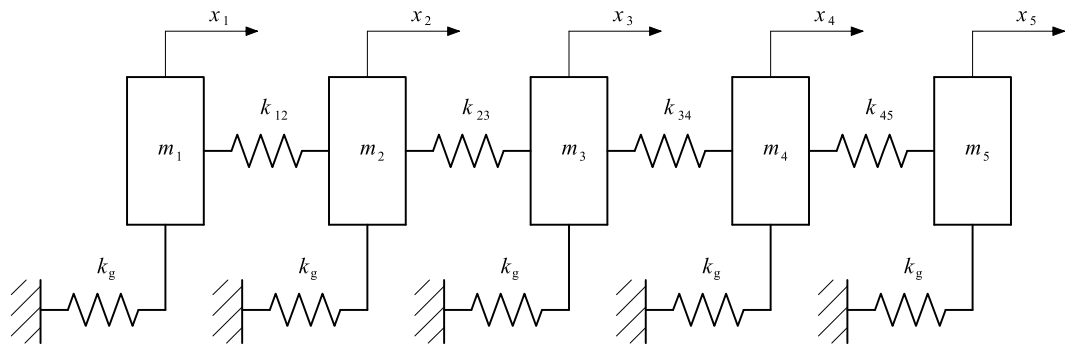 x1 x2 x3 x4 x5
k12 k23 k34 k45
m1 m2 m3 m4 m5
kg kg kg kg kg